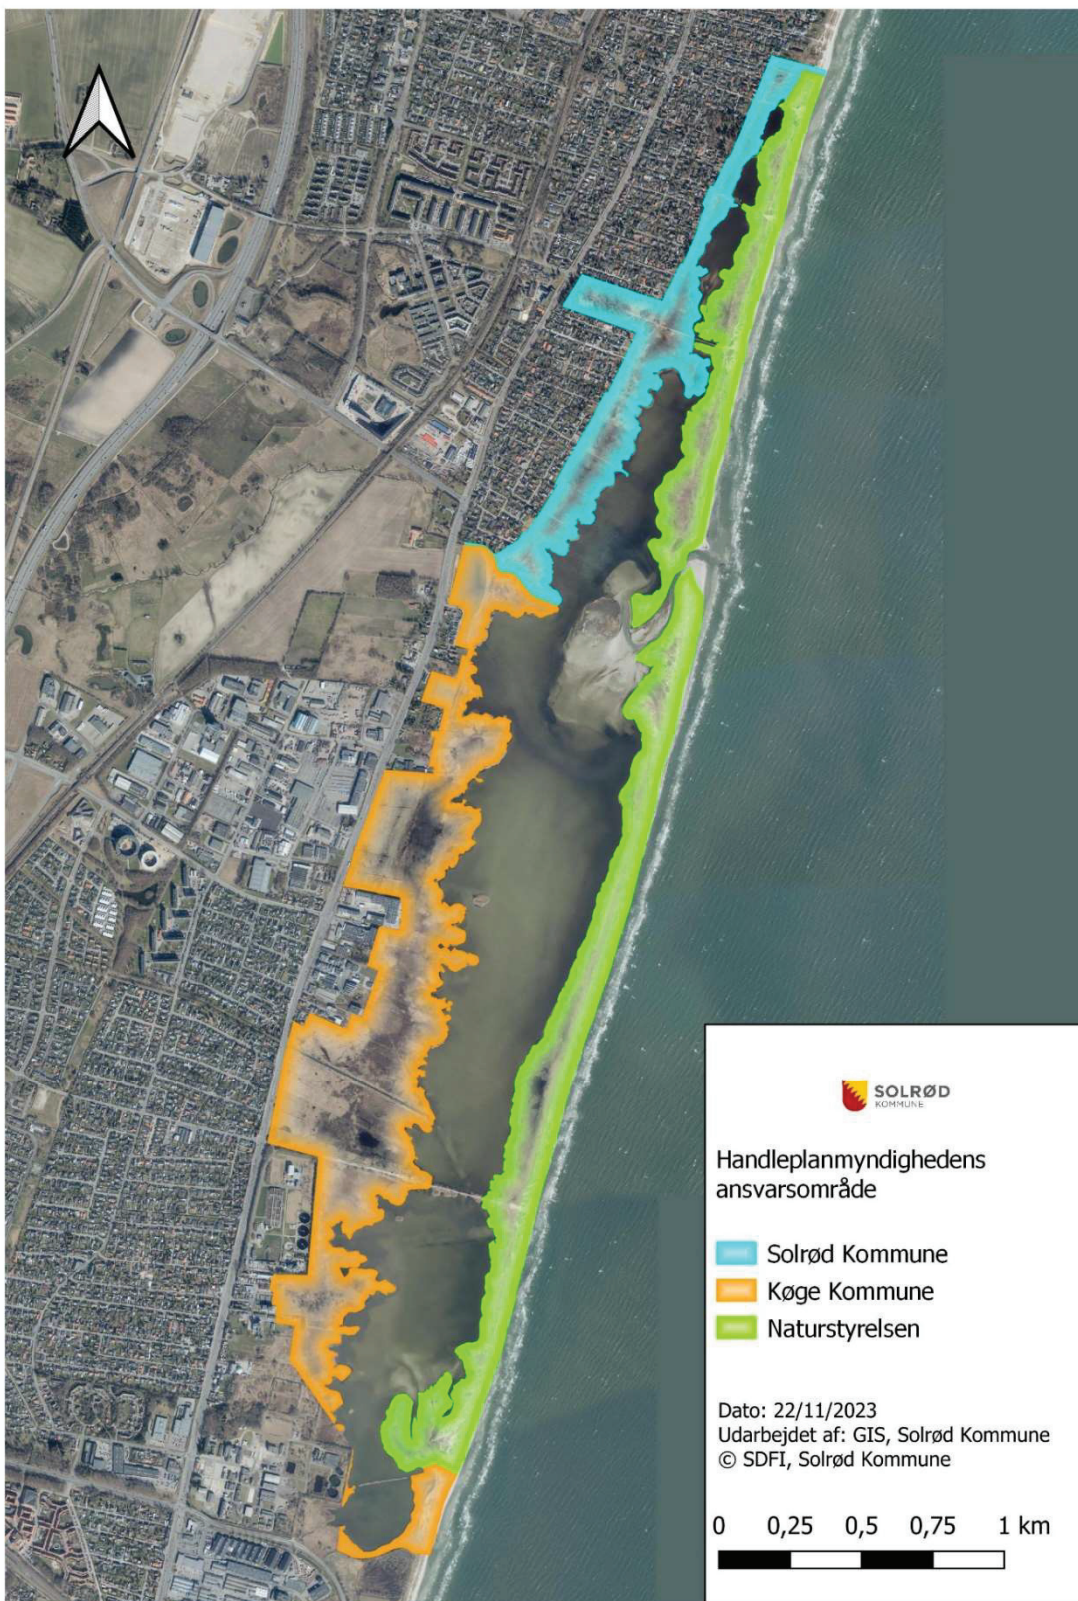 SOLRØD
KOMMUNE
Handleplanmyndighedens
ansvarsområde
Solrød Kommune
Køge Kommune
Naturstyrelsen
Dato: 22/11/2023
Udarbejdet af: GIS, Solrød Kommune
© SDFI, Solrød Kommune
0 0,25 0,5 0,75 1 km